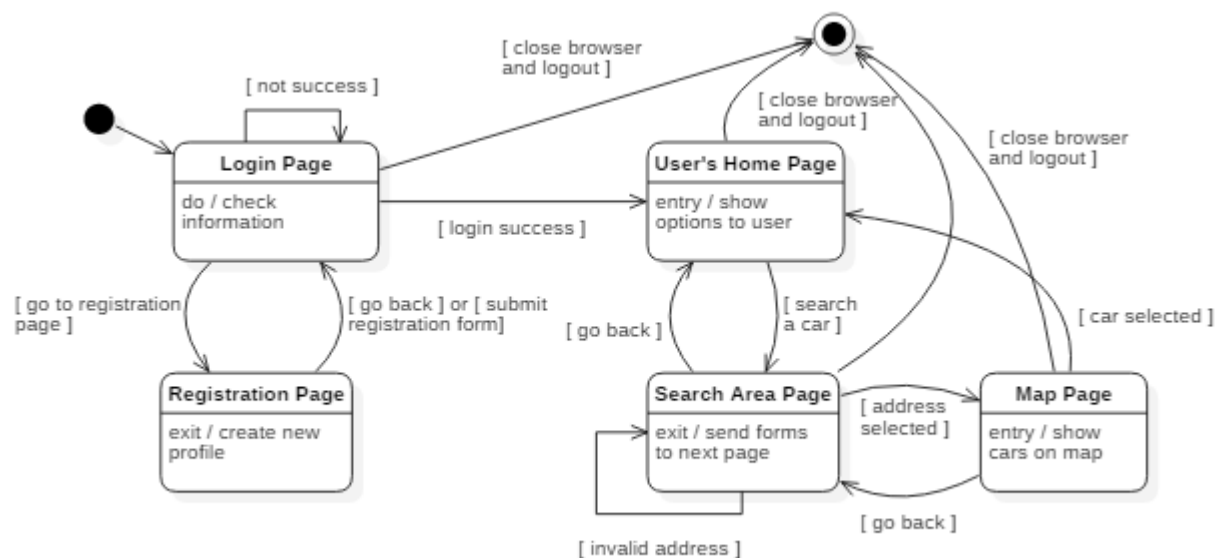 [ close browser
and logout ]
[ not success ]
[ close browser
and logout ]
[ close browser
and logout ]
Login Page
do / check
information
User's Home Page
entry / show
options to user
[ login success ]
[ go to registration
page ]
[ go back ] or [ submit
registration form]
[ go back ]
[ search
a car ]
[ car selected ]
Registration Page
exit / create new
profile
Search Area Page
exit / send forms
to next page
[ address
selected ]
Map Page
entry / show
cars on map
[ go back ]
[ invalid address ]